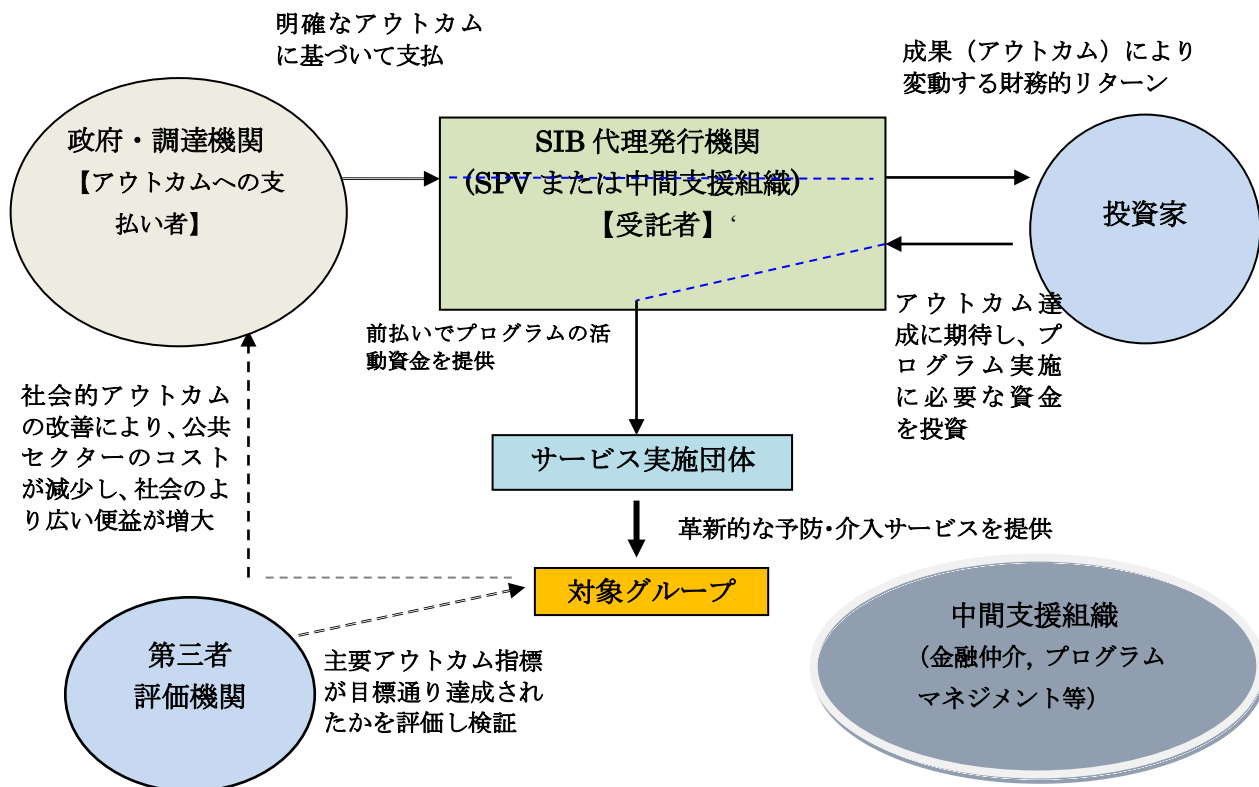 明確なアウトカム
に基づいて支払
成果（アウトカム）により
変動する財務的リターン
政府・調達機関
【アウトカムへの支
払い者】
SIB 代理発行機関
(SPV または中間支援組織)
【受託者】‘
投資家
前払いでプログラムの活
動資金を提供
アウトカム達
成に期待し、プ
ログラム実施
に必要な資金
を投資
社会的アウトカム
の改善により、公共
セクターのコスト
が減少し、社会のよ
り広い便益が増大
サービス実施団体
革新的な予防・介入サービスを提供
対象グループ
第三者
評価機関
主要アウトカム指標
が目標通り達成され
たかを評価し検証
中間支援組織
（金融仲介, プログラム
マネジメント等）